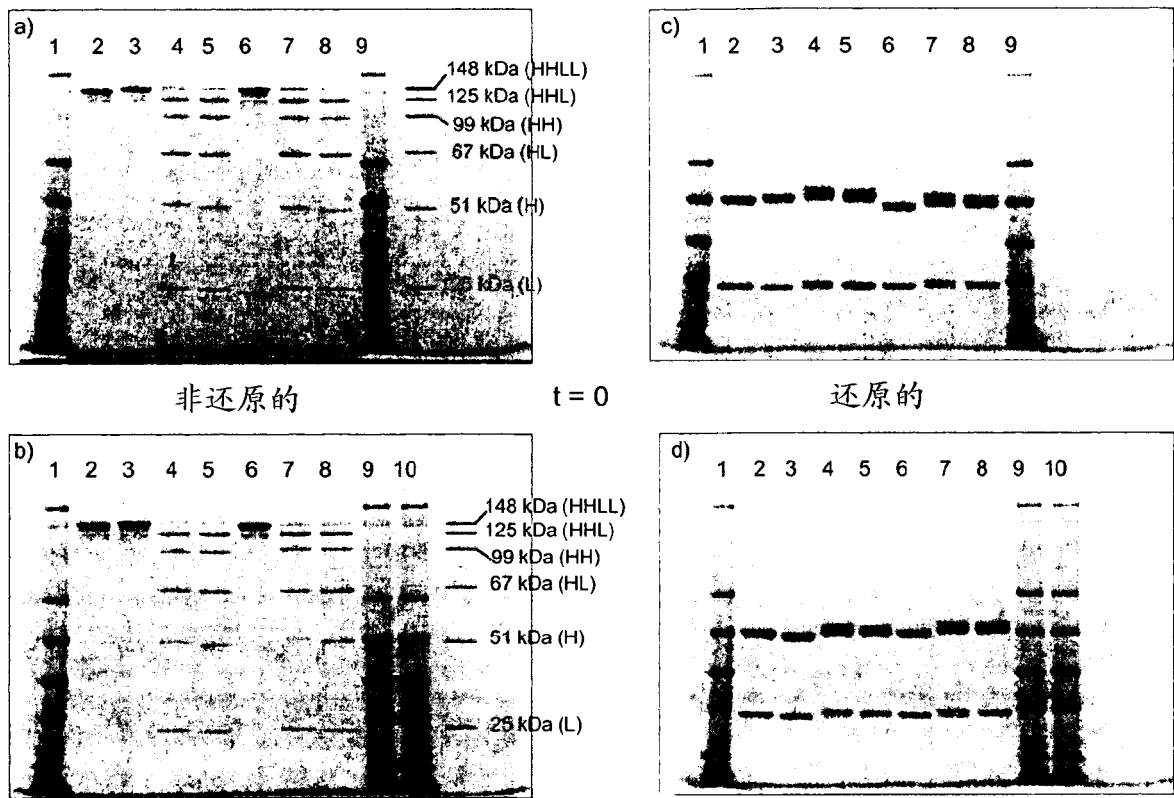 a)
1 2 3 4 5 6 7 8 9
148 kDa (HHLL)
125 kDa (HHL)
99 kDa (HH)
67 kDa (HL)
51 kDa (H)
kDa (L)
c)
1 2 3 4 5 6 7 8 9
非还原的
t = 0
还原的
b)
1 2 3 4 5 6 7 8 9 10
148 kDa (HHLL)
125 kDa (HHL)
99 kDa (HH)
67 kDa (HL)
51 kDa (H)
25 kDa (L)
d)
1 2 3 4 5 6 7 8 9 10